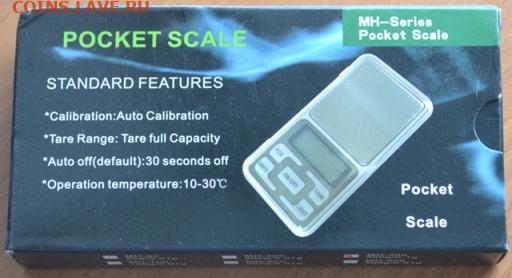 COINS.LAVE.RU
MH-Series
Pocket Scale
POCKET SCALE
STANDARD FEATURES
*Calibration:Auto Calibration
*Tare Range: Tare full Capacity
*Auto off(default):30 seconds off
*Operation temperature:10-30℃
Pocket
Scale